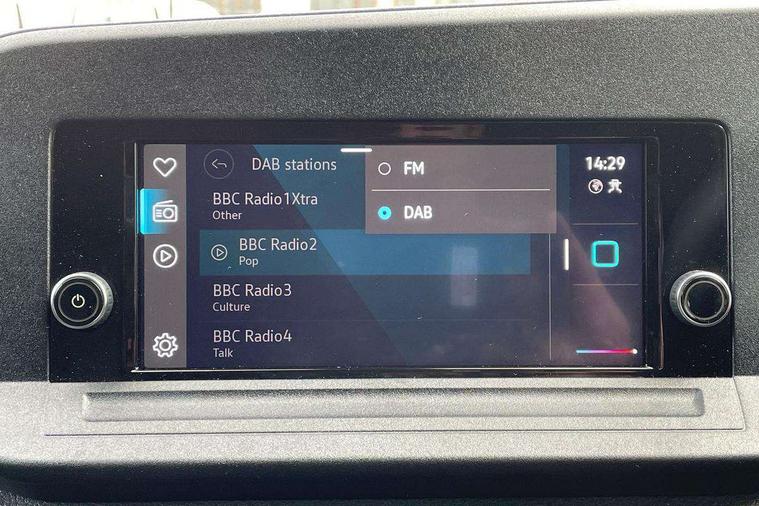 DAB stations
FM
14:29
BBC Radio1Xtra
Other
DAB
BBC Radio2
Pop
BBC Radio3
Culture
BBC Radio4
Talk